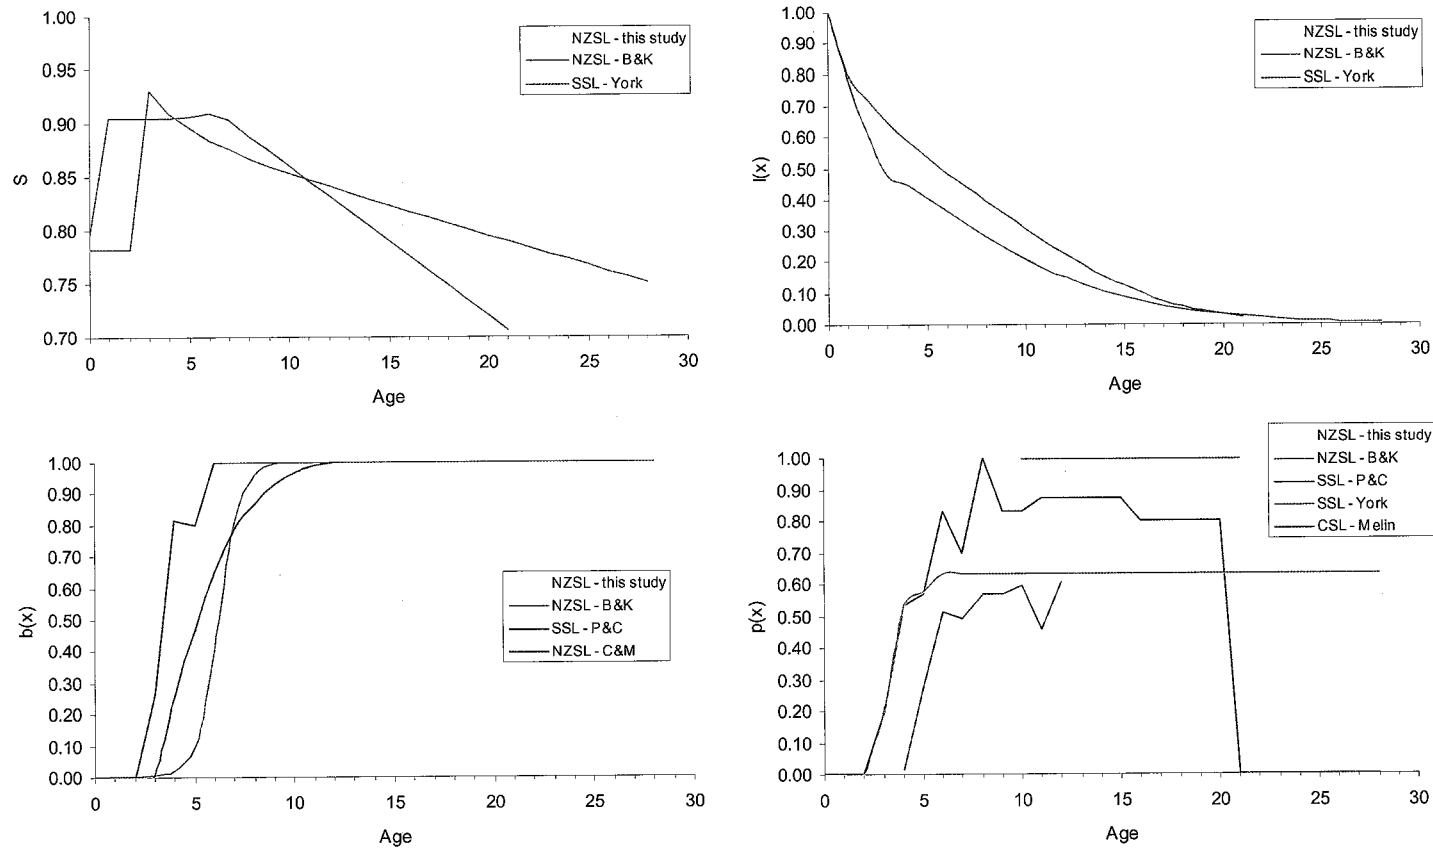 1.00
0.95
0.90
0.85
0.80
0.75
0.70
S
0 5 10 15 20 25 30
Age
NZSL - this study
NZSL - B&K
SSL - York
1.00
0.90
0.80
0.70
0.60
0.50
0.40
0.30
0.20
0.10
0.00
l(x)
0 5 10 15 20 25 30
Age
NZSL - this study
NZSL - B&K
SSL - York
1.00
0.90
0.80
0.70
0.60
0.50
0.40
0.30
0.20
0.10
0.00
b(x)
0 5 10 15 20 25 30
Age
NZSL - this study
NZSL - B&K
SSL - P&C
NZSL - C&M
1.00
0.90
0.80
0.70
0.60
0.50
0.40
0.30
0.20
0.10
0.00
p(x)
0 5 10 15 20 25 30
Age
NZSL - this study
NZSL - B&K
SSL - P&C
SSL - York
CSL - Melin